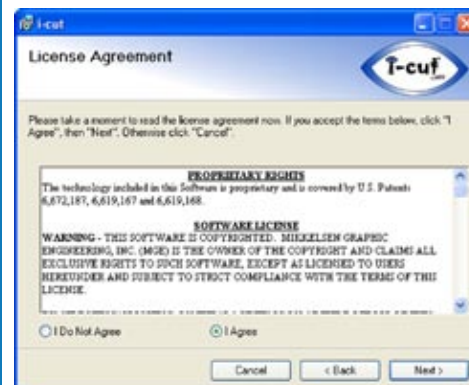 i-cut
License Agreement
i-cut
Please take a moment to read the license agreement now. If you accept the terms below, click "I
Agree", then "Next". Otherwise click "Cancel".
PROPRIETARY RIGHTS
The technology included in this Software is proprietary and is covered by U.S. Patents
6,672,187, 6,619,167 and 6,619,168.
SOFTWARE LICENSE
WARNING - THIS SOFTWARE IS COPYRIGHTED. MIKKELSEN GRAPHIC
ENGINEERING, INC. (MGE) IS THE OWNER OF THE COPYRIGHT AND CLAIMS ALL
EXCLUSIVE RIGHTS TO SUCH SOFTWARE, EXCEPT AS LICENSED TO USERS
HEREUNDER AND SUBJECT TO STRICT COMPLIANCE WITH THE TERMS OF THIS
LICENSE.
I Do Not Agree I Agree
Cancel < Back Next >